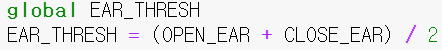 global EAR_THRESH
EAR_THRESH = (OPEN_EAR + CLOSE_EAR) / 2